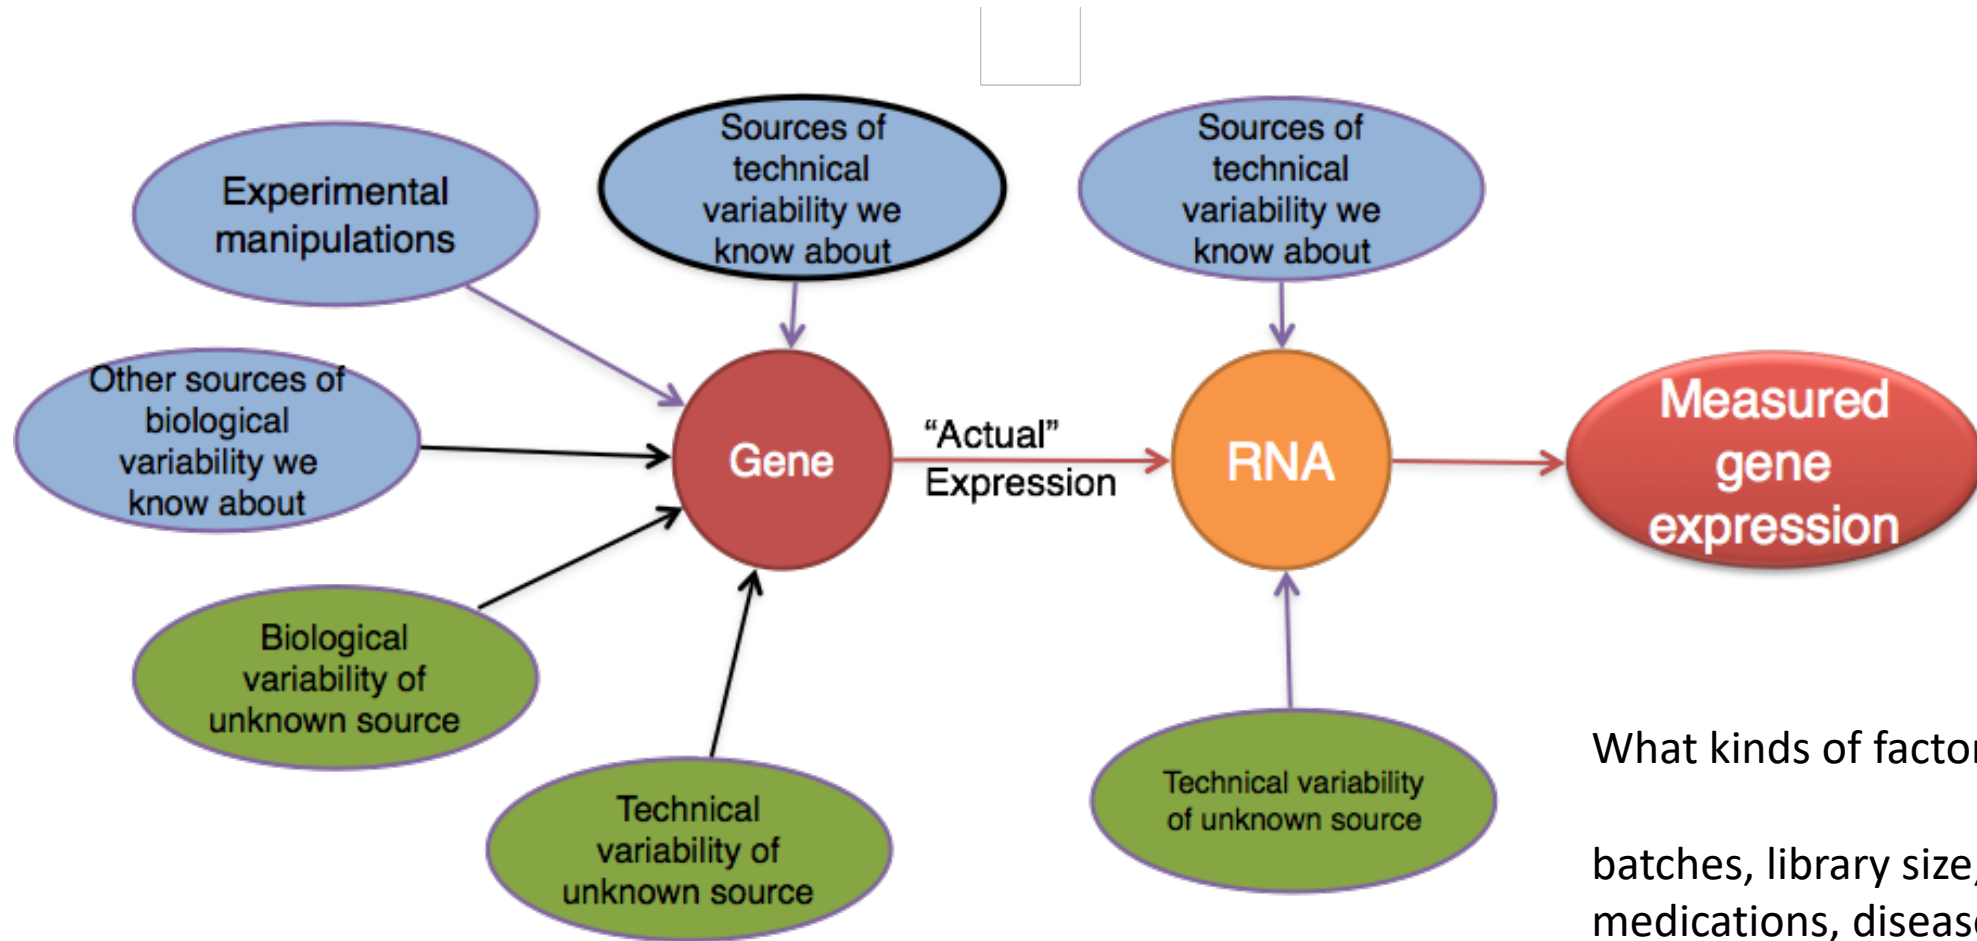 Sources of
technical
variability we
know about
Sources of
technical
variability we
know about
Experimental
manipulations
Other sources of
biological
variability we
know about
Gene
“Actual”
Expression
RNA
Measured
gene
expression
Biological
variability of
unknown source
Technical
variability of
unknown source
Technical variability
of unknown source
What kinds of factor
batches, library size,
medications, disease